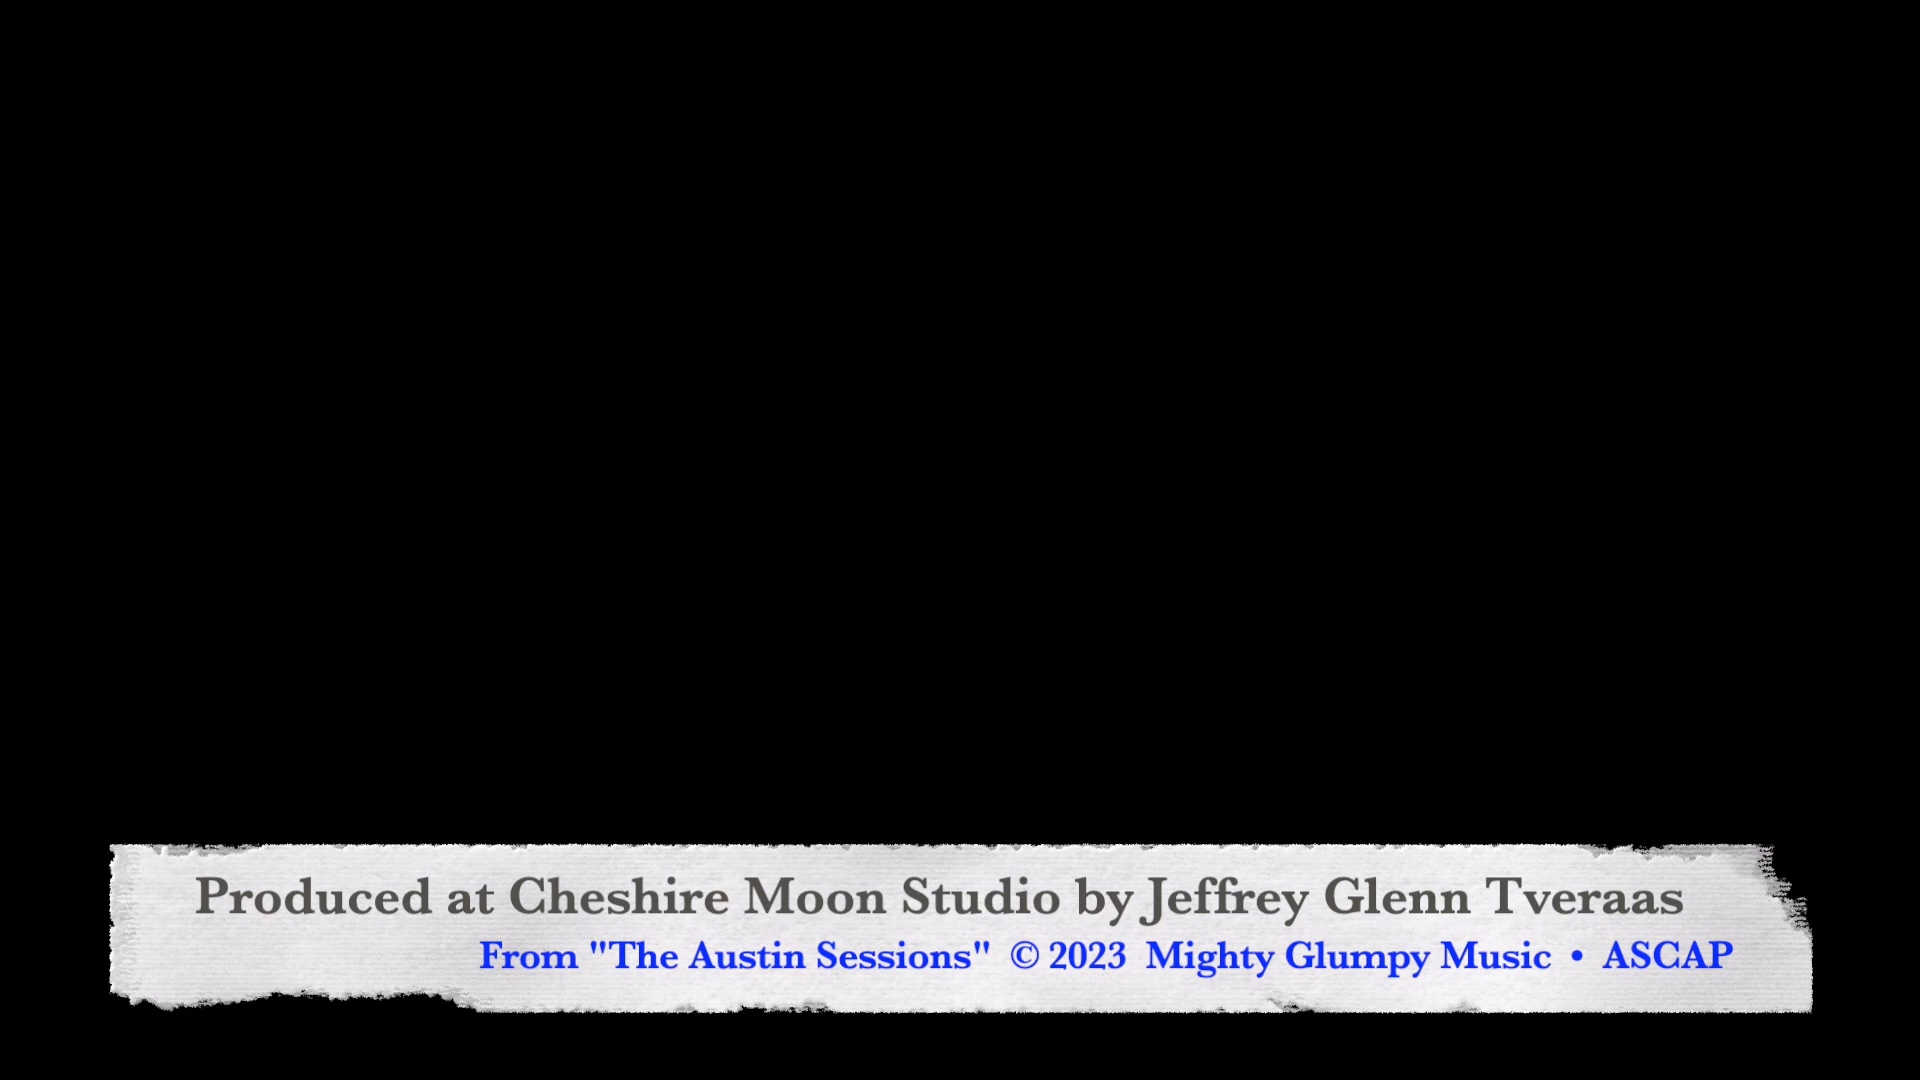 Produced at Cheshire Moon Studio by Jeffrey Glenn Tveraas
From "The Austin Sessions" © 2023 Mighty Glumpy Music • ASCAP